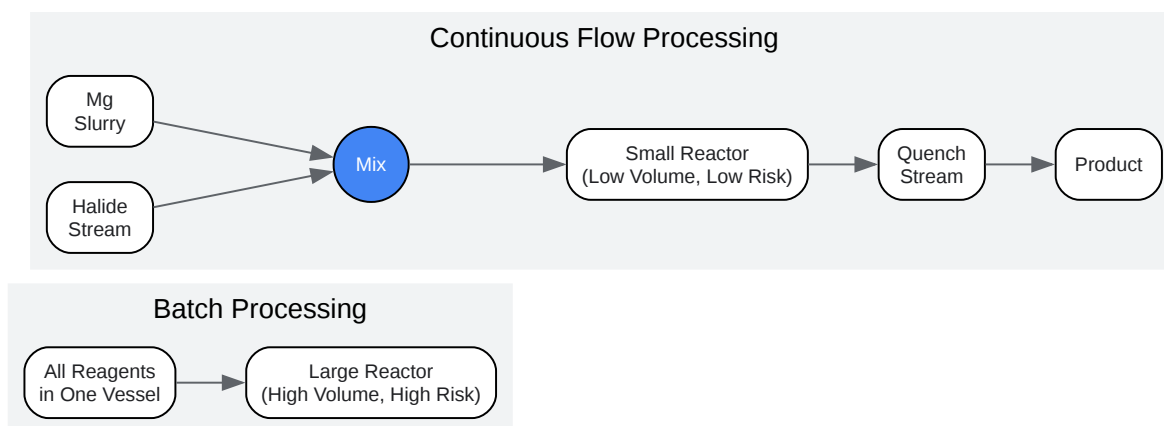 Continuous Flow Processing
Mg
Slurry
Halide
Stream
Mix
Small Reactor
(Low Volume, Low Risk)
Quench
Stream
Product
Batch Processing
All Reagents
in One Vessel
Large Reactor
(High Volume, High Risk)